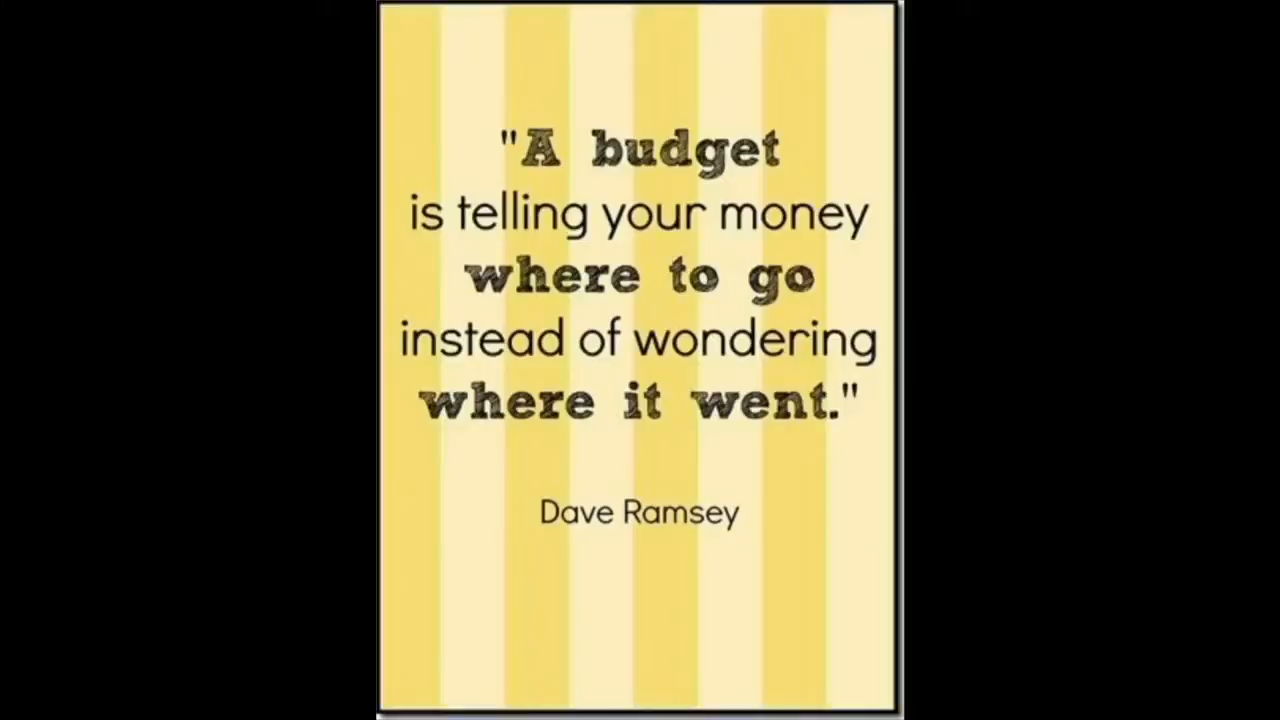 "A budget
is telling your money
where to go
instead of wondering
where it went."
Dave Ramsey